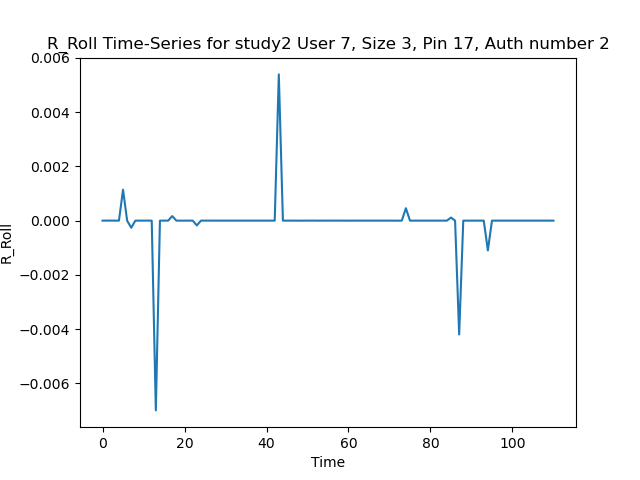 R_Roll Time-Series for study2 User 7, Size 3, Pin 17, Auth number 2
0.006
0.004
0.002
0.000
−0.002
−0.004
−0.006
R_Roll
0 20 40 60 80 100
Time